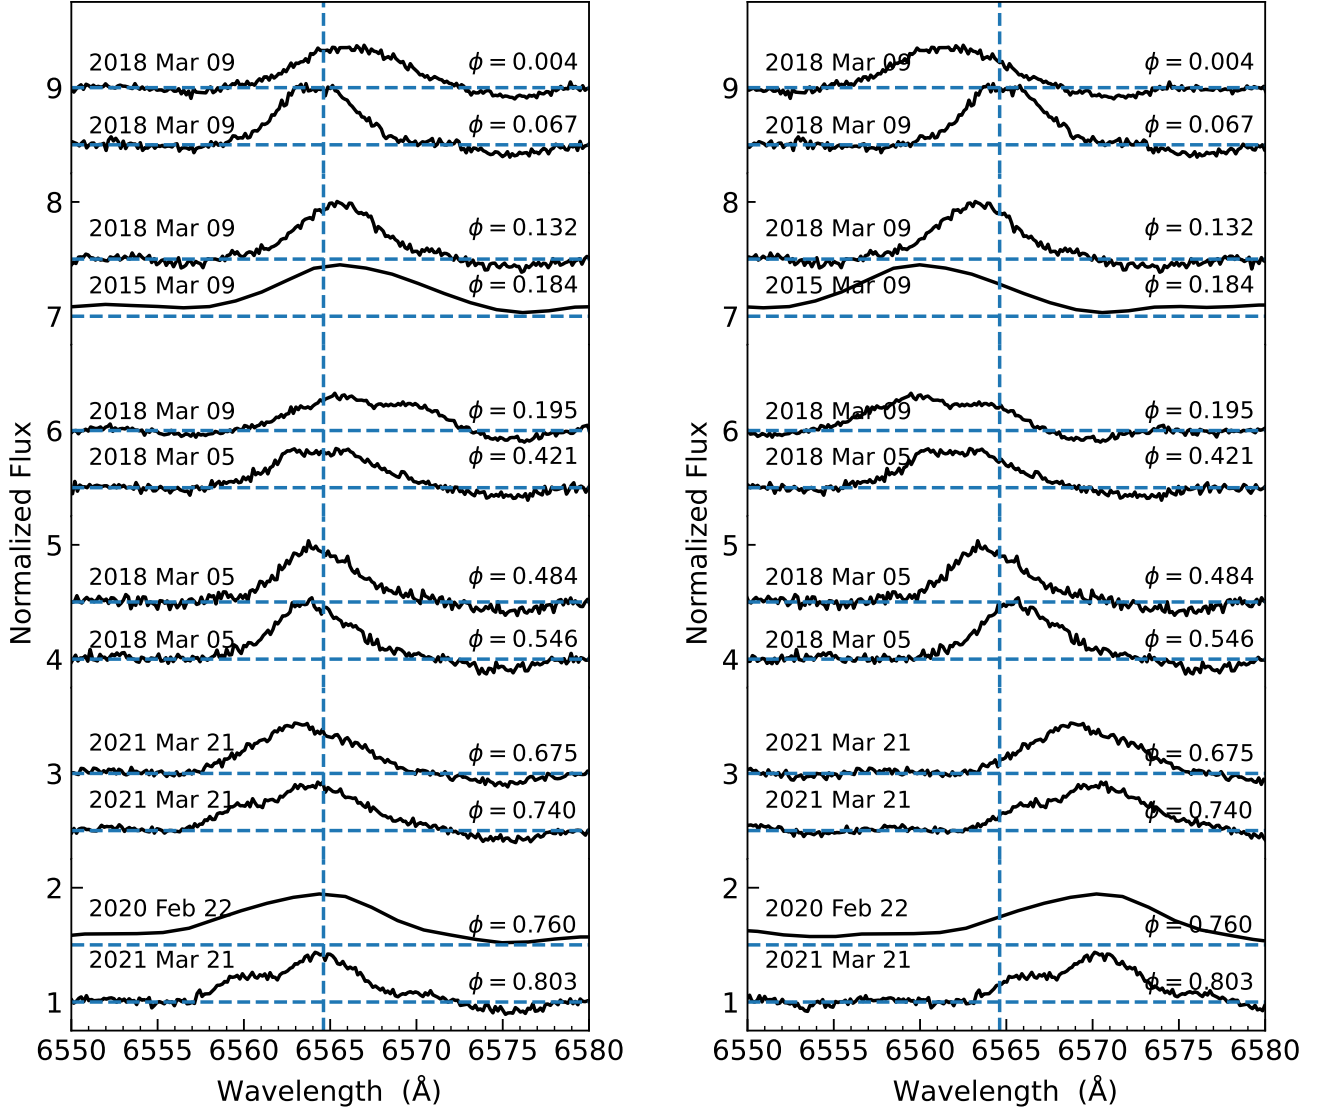 2018 Mar 09 ϕ = 0.004
9
2018 Mar 09 ϕ = 0.067
8
2018 Mar 09 ϕ = 0.132
2015 Mar 09 ϕ = 0.184
7
2018 Mar 09 ϕ = 0.195
6
2018 Mar 05 ϕ = 0.421
5
2018 Mar 05 ϕ = 0.484
2018 Mar 05 ϕ = 0.546
4
2021 Mar 21 ϕ = 0.675
3
2021 Mar 21 ϕ = 0.740
2
2020 Feb 22 ϕ = 0.760
2021 Mar 21 ϕ = 0.803
1
Normalized Flux
6550 6555 6560 6565 6570 6575 6580
Wavelength (Å)
2018 Mar 09 ϕ = 0.004
9
2018 Mar 09 ϕ = 0.067
8
2018 Mar 09 ϕ = 0.132
2015 Mar 09 ϕ = 0.184
7
2018 Mar 09 ϕ = 0.195
6
2018 Mar 05 ϕ = 0.421
5
2018 Mar 05 ϕ = 0.484
2018 Mar 05 ϕ = 0.546
4
2021 Mar 21 ϕ = 0.675
3
2021 Mar 21 ϕ = 0.740
2
2020 Feb 22 ϕ = 0.760
2021 Mar 21 ϕ = 0.803
1
Normalized Flux
6550 6555 6560 6565 6570 6575 6580
Wavelength (Å)